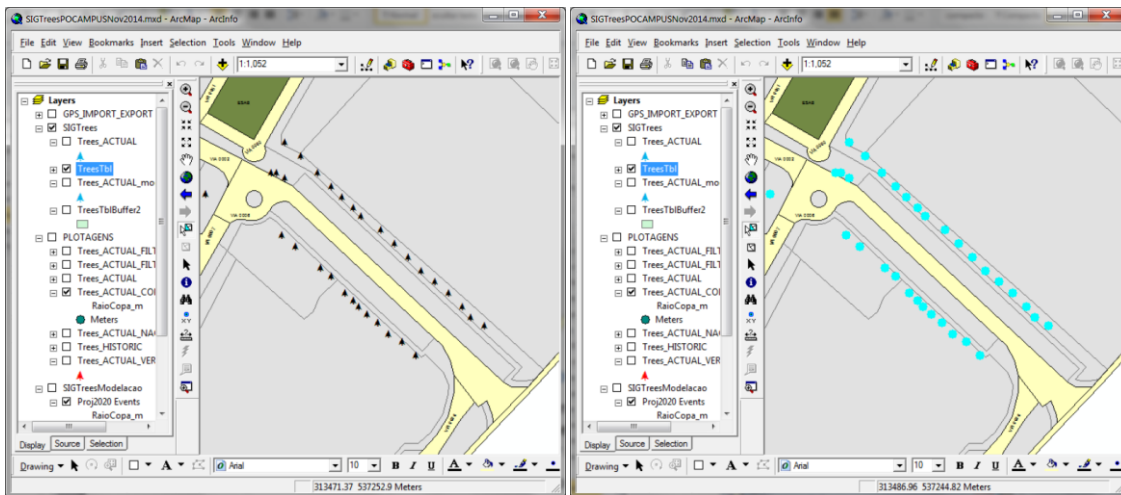 SIGTreesPOCAMPUSNov2014.mxd - ArcMap - ArcInfo
File Edit View Bookmarks Insert Selection Tools Window Help
1:1,052
Layers
GPS_IMPORT_EXPORT
SIGTrees
Trees_ACTUAL
TreesTbl
Trees_ACTUAL_mo
TreesTblBuffer2
PLOTAGENS
Trees_ACTUAL_FILT
Trees_ACTUAL_FILT
Trees_ACTUAL
Trees_ACTUAL_COI
RaioCopa_m
Meters
Trees_ACTUAL_NA
Trees_HISTORIC
Trees_ACTUAL_VER
SIGTreesModelacao
Proj2020 Events
RaioCopa_m
Display Source Selection
XY
Drawing A Arial 10 B I U A
313471.37 537252.9 Meters
SIGTreesPOCAMPUSNov2014.mxd - ArcMap - ArcInfo
File Edit View Bookmarks Insert Selection Tools Window Help
1:1,052
Layers
GPS_IMPORT_EXPORT
SIGTrees
Trees_ACTUAL
TreesTbl
Trees_ACTUAL_mo
TreesTblBuffer2
PLOTAGENS
Trees_ACTUAL_FILT
Trees_ACTUAL_FILT
Trees_ACTUAL
Trees_ACTUAL_COI
RaioCopa_m
Meters
Trees_ACTUAL_NA
Trees_HISTORIC
Trees_ACTUAL_VER
SIGTreesModelacao
Proj2020 Events
RaioCopa_m
Display Source Selection
XY
Drawing A Arial 10 B I U A
313486.96 537244.82 Meters